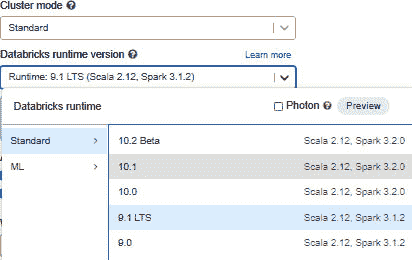 Cluster mode
Standard
Databricks runtime version Learn more
Runtime: 9.1 LTS (Scala 2.12, Spark 3.1.2)
Databricks runtime Photon Preview
Standard 10.2 Beta Scala 2.12, Spark 3.2.0
ML 10.1 Scala 2.12, Spark 3.2.0
10.0 Scala 2.12, Spark 3.2.0
9.1 LTS Scala 2.12, Spark 3.1.2
9.0 Scala 2.12, Spark 3.1.2